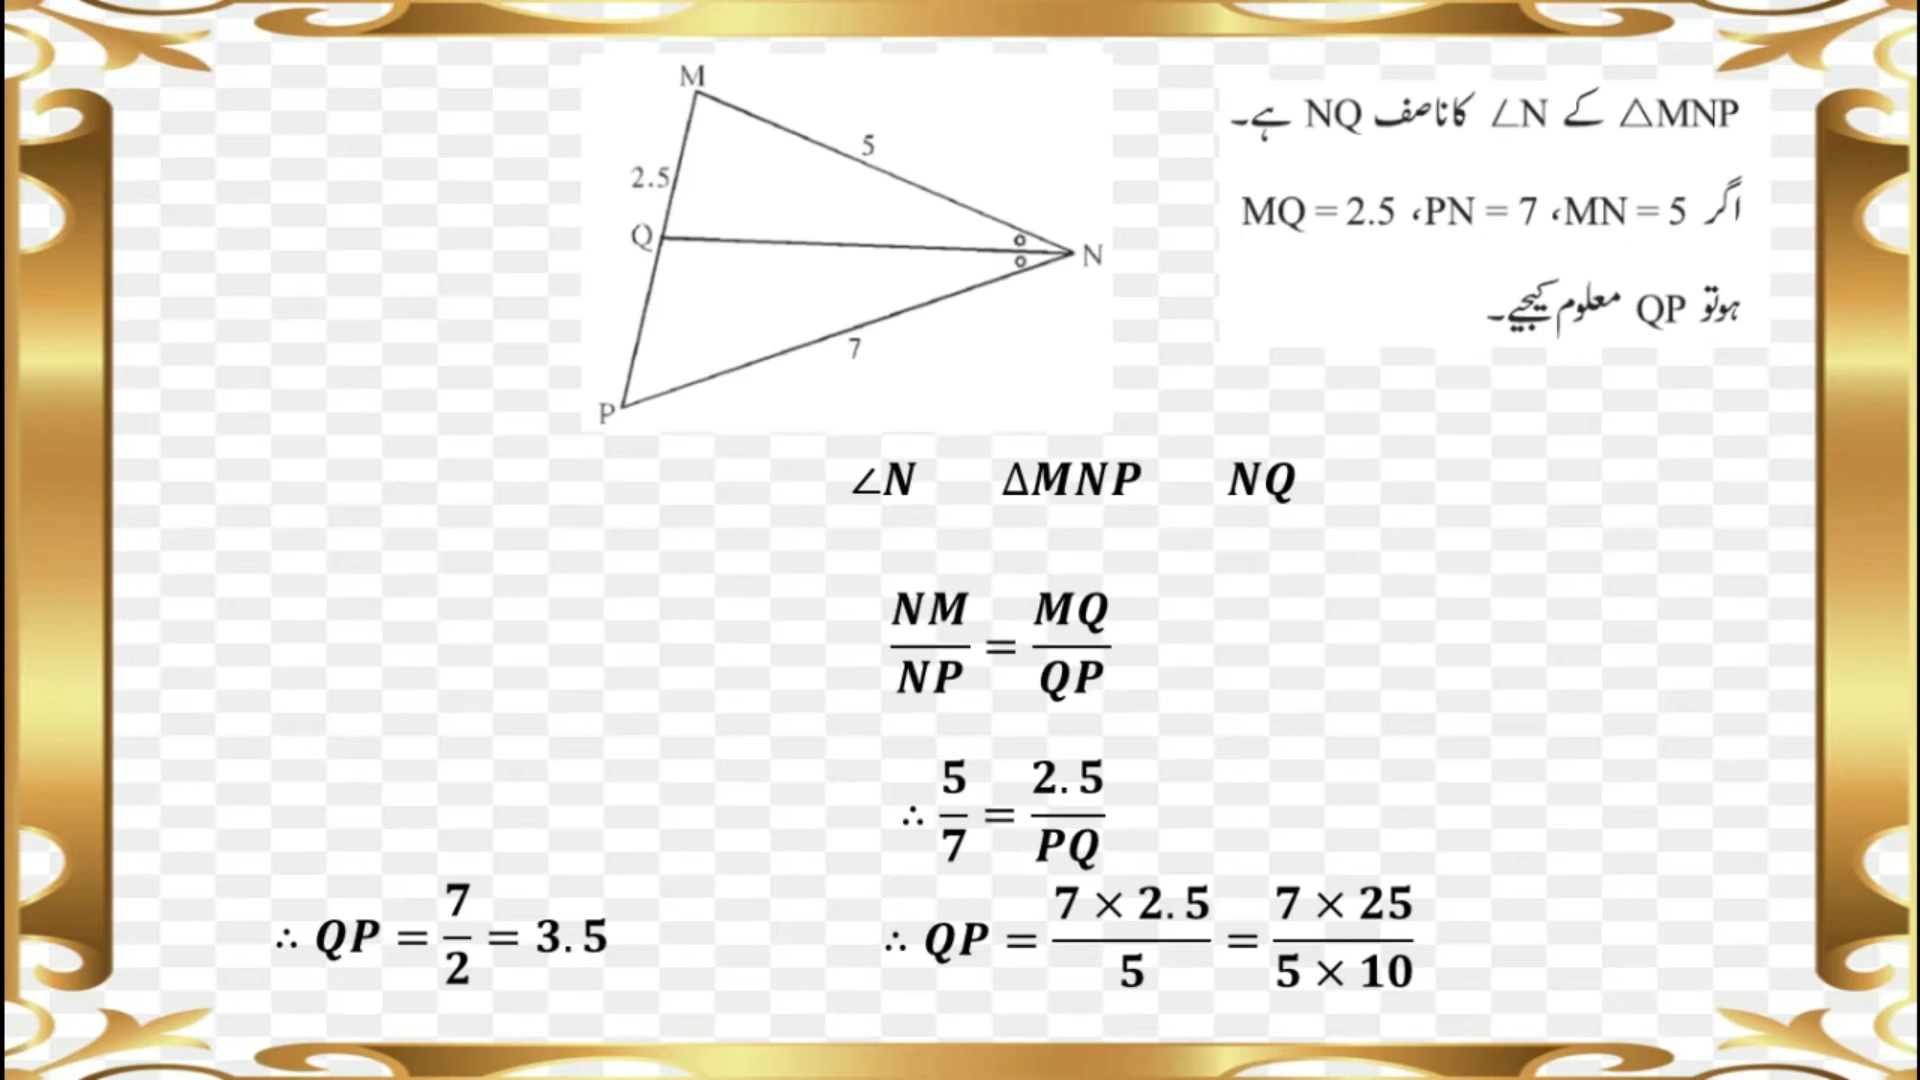 M
5
2.5
Q
N
7
P
△MNP کے ∠N کا ناصف NQ ہے۔
اگر MN = 5، PN = 7، MQ = 2.5
ہو تو QP معلوم کیجیے۔
∠N ΔMNP NQ
NM/NP = MQ/QP
∴ 5/7 = 2.5/PQ
∴ QP = (7 × 2.5)/5 = (7 × 25)/(5 × 10)
∴ QP = 7/2 = 3.5